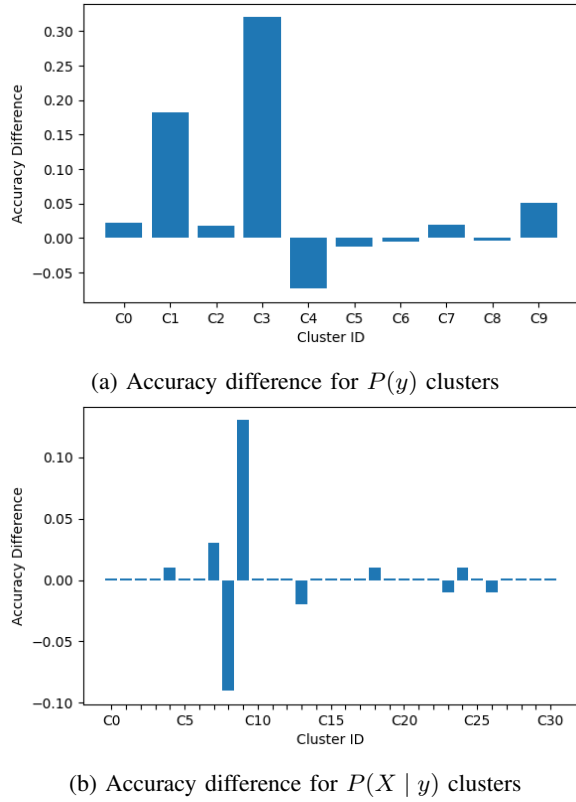 0.30
0.25
0.20
0.15
0.10
0.05
0.00
−0.05
Accuracy Difference
C0 C1 C2 C3 C4 C5 C6 C7 C8 C9
Cluster ID
(a) Accuracy difference for P(y) clusters
0.10
0.05
0.00
−0.05
−0.10
Accuracy Difference
C0 C5 C10 C15 C20 C25 C30
Cluster ID
(b) Accuracy difference for P(X | y) clusters